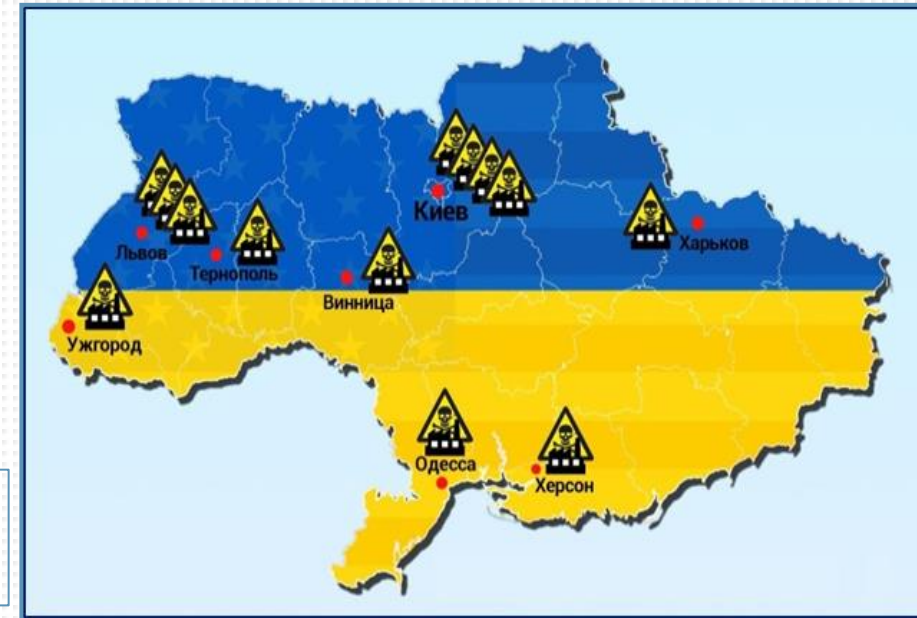 Киев
Харьков
Львов
Тернополь
Винница
Ужгород
Одесса
Херсон